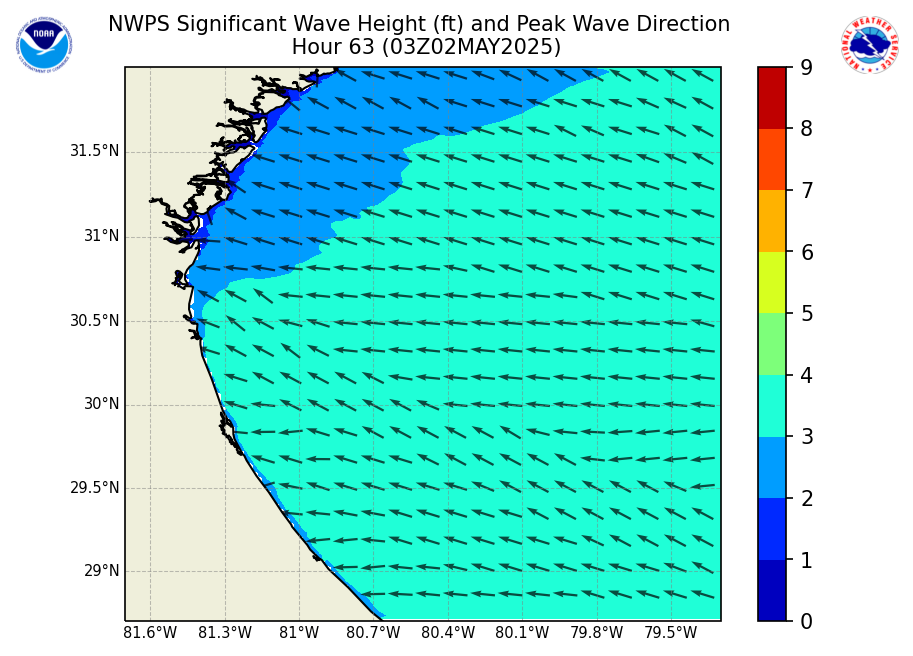 NWPS Significant Wave Height (ft) and Peak Wave Direction
Hour 63 (03Z02MAY2025)
NOAA
NATIONAL WEATHER SERVICE
31.5°N
31°N
30.5°N
30°N
29.5°N
29°N
81.6°W 81.3°W 81°W 80.7°W 80.4°W 80.1°W 79.8°W 79.5°W
9
8
7
6
5
4
3
2
1
0